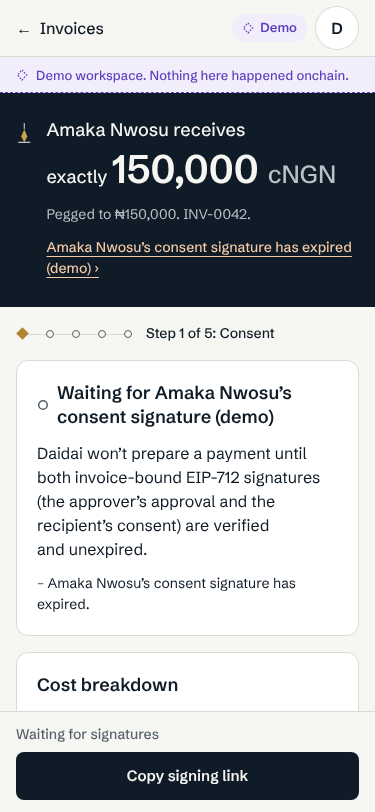 ← Invoices
Demo
D
Demo workspace. Nothing here happened onchain.
Amaka Nwosu receives
exactly 150,000 cNGN
Pegged to ₦150,000. INV-0042.
Amaka Nwosu’s consent signature has expired
(demo) ›
Step 1 of 5: Consent
Waiting for Amaka Nwosu’s
consent signature (demo)
Daidai won’t prepare a payment until
both invoice-bound EIP-712 signatures
(the approver’s approval and the
recipient’s consent) are verified
and unexpired.
– Amaka Nwosu’s consent signature has
expired.
Cost breakdown
Waiting for signatures
Copy signing link